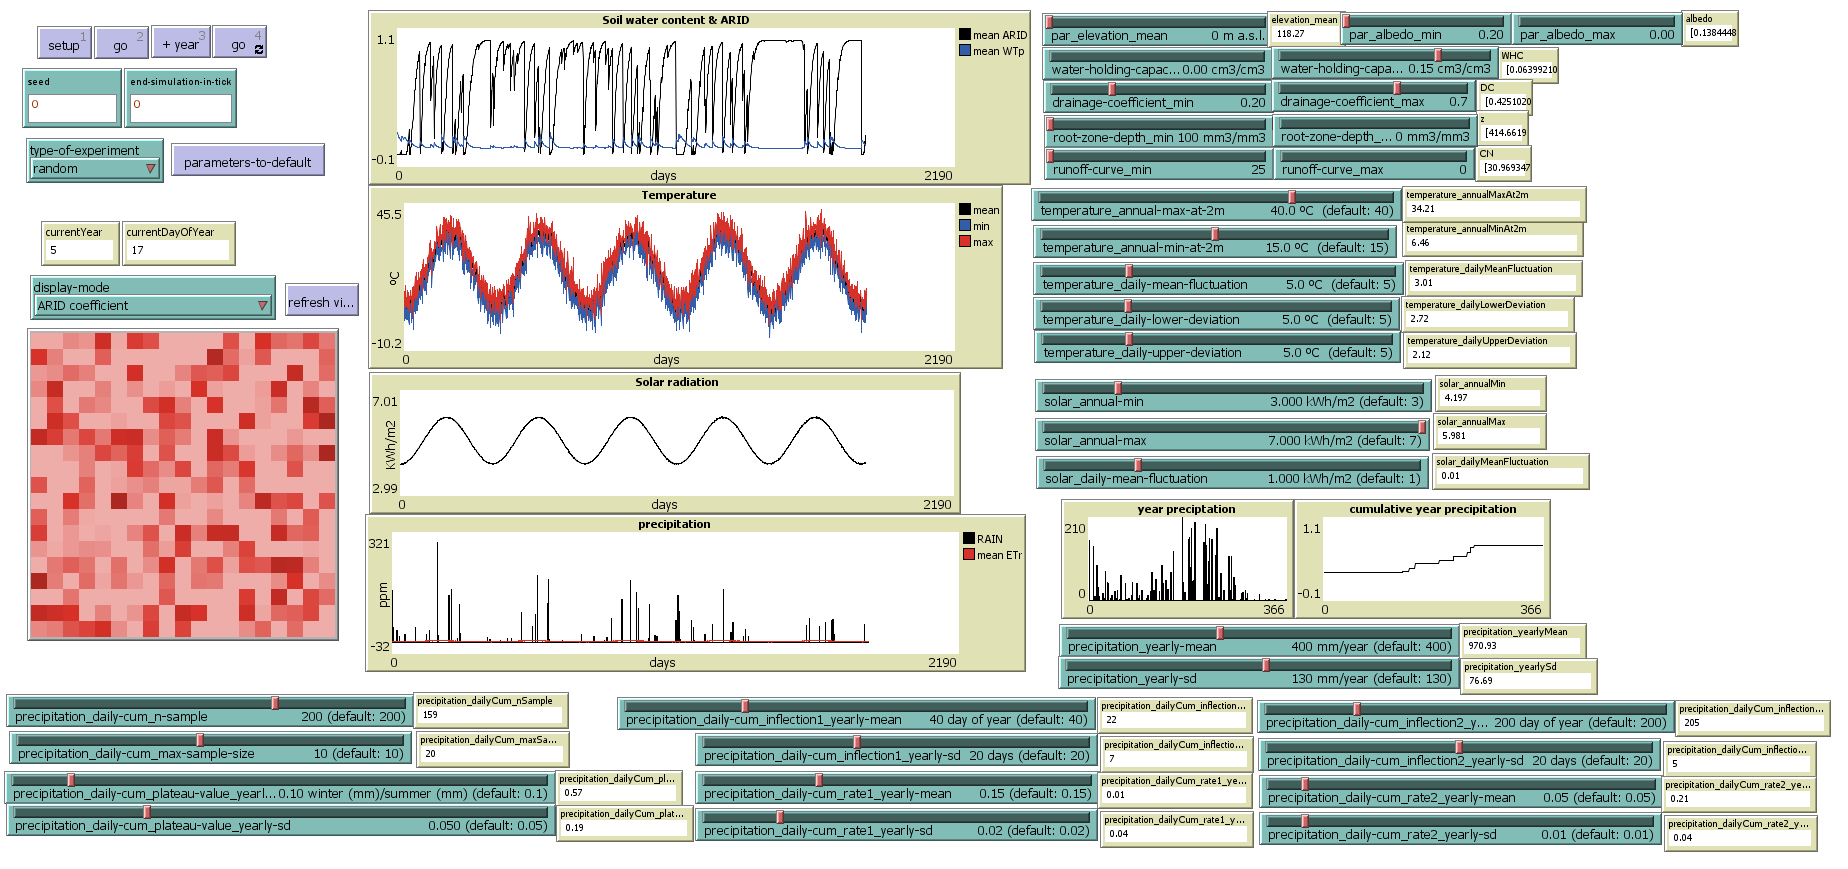 setup 1
go 2
+ year 3
go 4
seed
0
end-simulation-in-tick
0
type-of-experiment
random
parameters-to-default
currentYear
5
currentDayOfYear
17
display-mode
ARID coefficient
refresh vi...
Soil water content & ARID
1.1
-0.1
0
days
2190
mean ARID
mean WTp
Temperature
45.5
ºC
-10.2
0
days
2190
mean
min
max
Solar radiation
7.01
KWh/m2
2.99
0
days
2190
precipitation
321
ppm
-32
0
days
2190
RAIN
mean ETr
par_elevation_mean 0 m a.s.l.
elevation_mean
118.27
par_albedo_min 0.20
par_albedo_max 0.00
albedo
[0.1384448
water-holding-capac... 0.00 cm3/cm3
water-holding-capa... 0.15 cm3/cm3
WHC
[0.06399210
drainage-coefficient_min 0.20
drainage-coefficient_max 0.7
DC
[0.4251020
root-zone-depth_min 100 mm3/mm3
root-zone-depth_... 0 mm3/mm3
z
[414.6619
runoff-curve_min 25
runoff-curve_max 0
CN
[30.969347
temperature_annual-max-at-2m 40.0 ºC (default: 40)
temperature_annualMaxAt2m
34.21
temperature_annual-min-at-2m 15.0 ºC (default: 15)
temperature_annualMinAt2m
6.46
temperature_daily-mean-fluctuation 5.0 ºC (default: 5)
temperature_dailyMeanFluctuation
3.01
temperature_daily-lower-deviation 5.0 ºC (default: 5)
temperature_dailyLowerDeviation
2.72
temperature_daily-upper-deviation 5.0 ºC (default: 5)
temperature_dailyUpperDeviation
2.12
solar_annual-min 3.000 kWh/m2 (default: 3)
solar_annualMin
4.197
solar_annual-max 7.000 kWh/m2 (default: 7)
solar_annualMax
5.981
solar_daily-mean-fluctuation 1.000 kWh/m2 (default: 1)
solar_dailyMeanFluctuation
0.01
year preciptation
210
0
0
366
cumulative year precipitation
1.1
-0.1
0
366
precipitation_yearly-mean 400 mm/year (default: 400)
precipitation_yearlyMean
970.93
precipitation_yearly-sd 130 mm/year (default: 130)
precipitation_yearlySd
76.69
precipitation_daily-cum_n-sample 200 (default: 200)
precipitation_dailyCum_nSample
159
precipitation_daily-cum_max-sample-size 10 (default: 10)
precipitation_dailyCum_maxSa...
20
precipitation_daily-cum_plateau-value_yearl... 0.10 winter (mm)/summer (mm) (default: 0.1)
precipitation_dailyCum_pl...
0.57
precipitation_daily-cum_plateau-value_yearly-sd 0.050 (default: 0.05)
precipitation_dailyCum_plat...
0.19
precipitation_daily-cum_inflection1_yearly-mean 40 day of year (default: 40)
precipitation_dailyCum_inflection...
22
precipitation_daily-cum_inflection1_yearly-sd 20 days (default: 20)
precipitation_dailyCum_inflectio...
7
precipitation_daily-cum_rate1_yearly-mean 0.15 (default: 0.15)
precipitation_dailyCum_rate1_ye...
0.01
precipitation_daily-cum_rate1_yearly-sd 0.02 (default: 0.02)
precipitation_dailyCum_rate1_y...
0.04
precipitation_daily-cum_inflection2_y... 200 day of year (default: 200)
precipitation_dailyCum_inflection...
205
precipitation_daily-cum_inflection2_yearly-sd 20 days (default: 20)
precipitation_dailyCum_inflectio...
5
precipitation_daily-cum_rate2_yearly-mean 0.05 (default: 0.05)
precipitation_dailyCum_rate2_ye...
0.21
precipitation_daily-cum_rate2_yearly-sd 0.01 (default: 0.01)
precipitation_dailyCum_rate2_y...
0.04